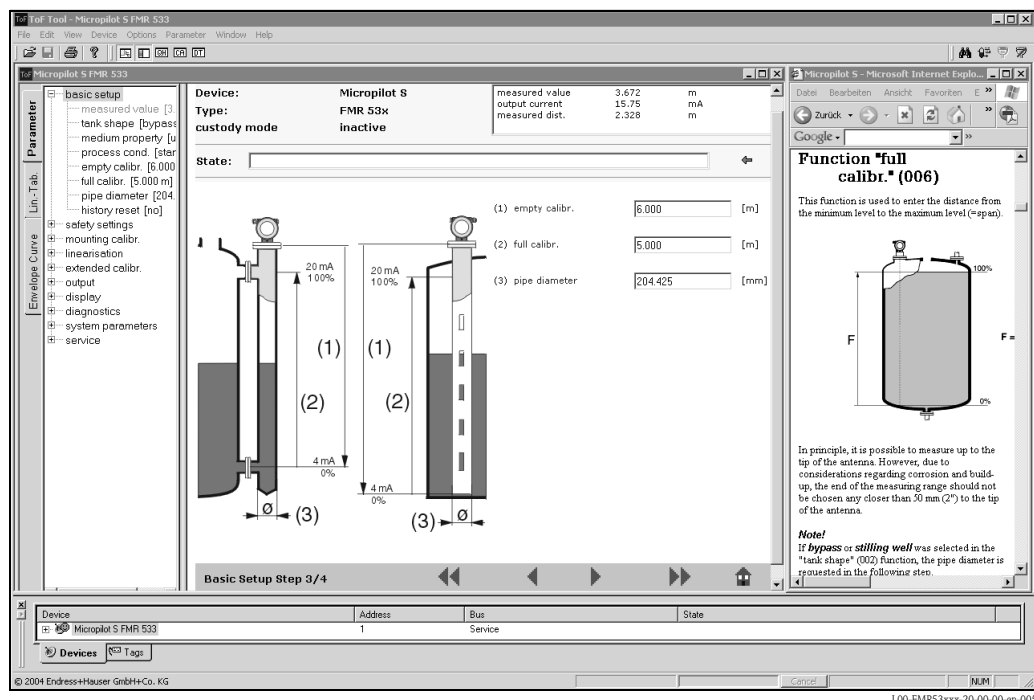 ToF Tool - Micropilot S FMR 533
File Edit View Device Options Parameter Window Help
Micropilot S FMR 533
Parameter
Lin.-Tab.
Envelope Curve
basic setup
measured value [3.
tank shape [bypass
medium property [u
process cond. [star
empty calibr. [6.000
full calibr. [5.000 m]
pipe diameter [204.
history reset [no]
safety settings
mounting calibr.
linearisation
extended calibr.
output
display
diagnostics
system parameters
service
Device: Micropilot S
Type: FMR 53x
custody mode inactive
measured value 3.672 m
output current 15.75 mA
measured dist. 2.328 m
State:
20 mA
100%
20 mA
100%
(1)
(1)
(2)
(2)
4 mA
0%
4 mA
0%
ø (3)
(3) ø
(1) empty calibr. 6.000 [m]
(2) full calibr. 5.000 [m]
(3) pipe diameter 204.425 [mm]
Basic Setup Step 3/4
Micropilot S - Microsoft Internet Explo...
Datei Bearbeiten Ansicht Favoriten E »
Zurück
Google
Function "full
calibr." (006)
This function is used to enter the distance from
the minimum level to the maximum level (=span).
100%
F
F =
0%
In principle, it is possible to measure up to the
tip of the antenna. However, due to
considerations regarding corrosion and build-
up, the end of the measuring range should not
be chosen any closer than 50 mm (2") to the tip
of the antenna.
Note!
If bypass or stilling well was selected in the
"tank shape" (002) function, the pipe diameter is
requested in the following step.
Device Address Bus State
Micropilot S FMR 533 1 Service
Devices Tags
© 2004 Endress+Hauser GmbH+Co. KG Cancel NUM